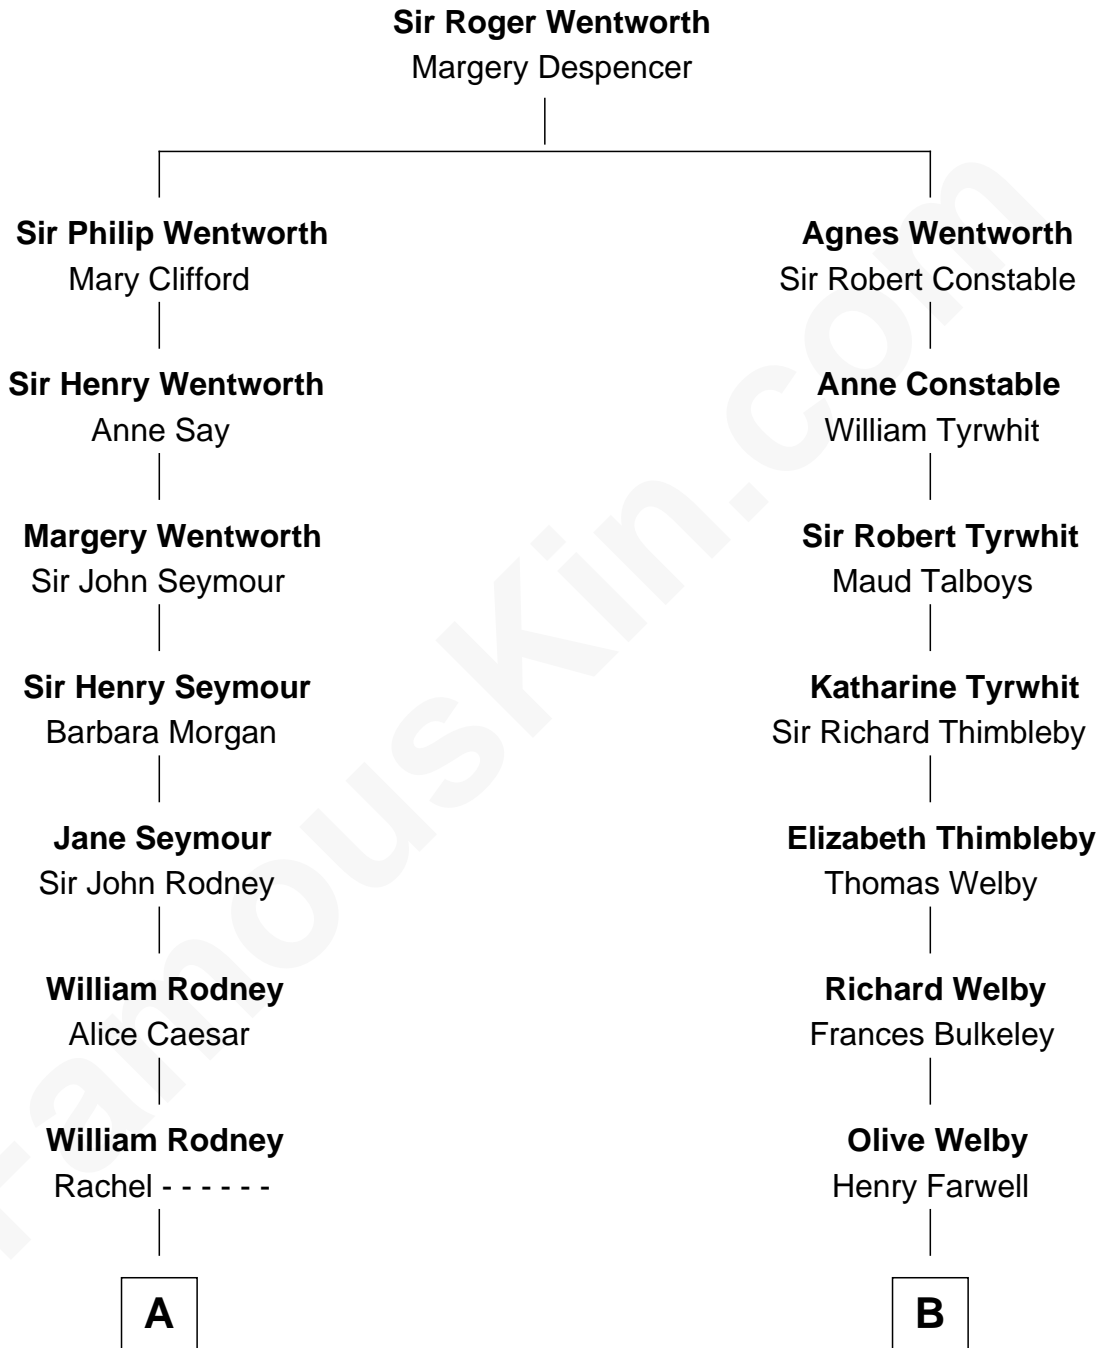 Sir Roger Wentworth
Margery Despencer
Sir Philip Wentworth
Mary Clifford
Agnes Wentworth
Sir Robert Constable
Sir Henry Wentworth
Anne Say
Anne Constable
William Tyrwhit
Margery Wentworth
Sir John Seymour
Sir Robert Tyrwhit
Maud Talboys
Sir Henry Seymour
Barbara Morgan
Katharine Tyrwhit
Sir Richard Thimbleby
Jane Seymour
Sir John Rodney
Elizabeth Thimbleby
Thomas Welby
William Rodney
Alice Caesar
Richard Welby
Frances Bulkeley
William Rodney
Rachel - - - - - -
Olive Welby
Henry Farwell
A
B
FamousKin.com